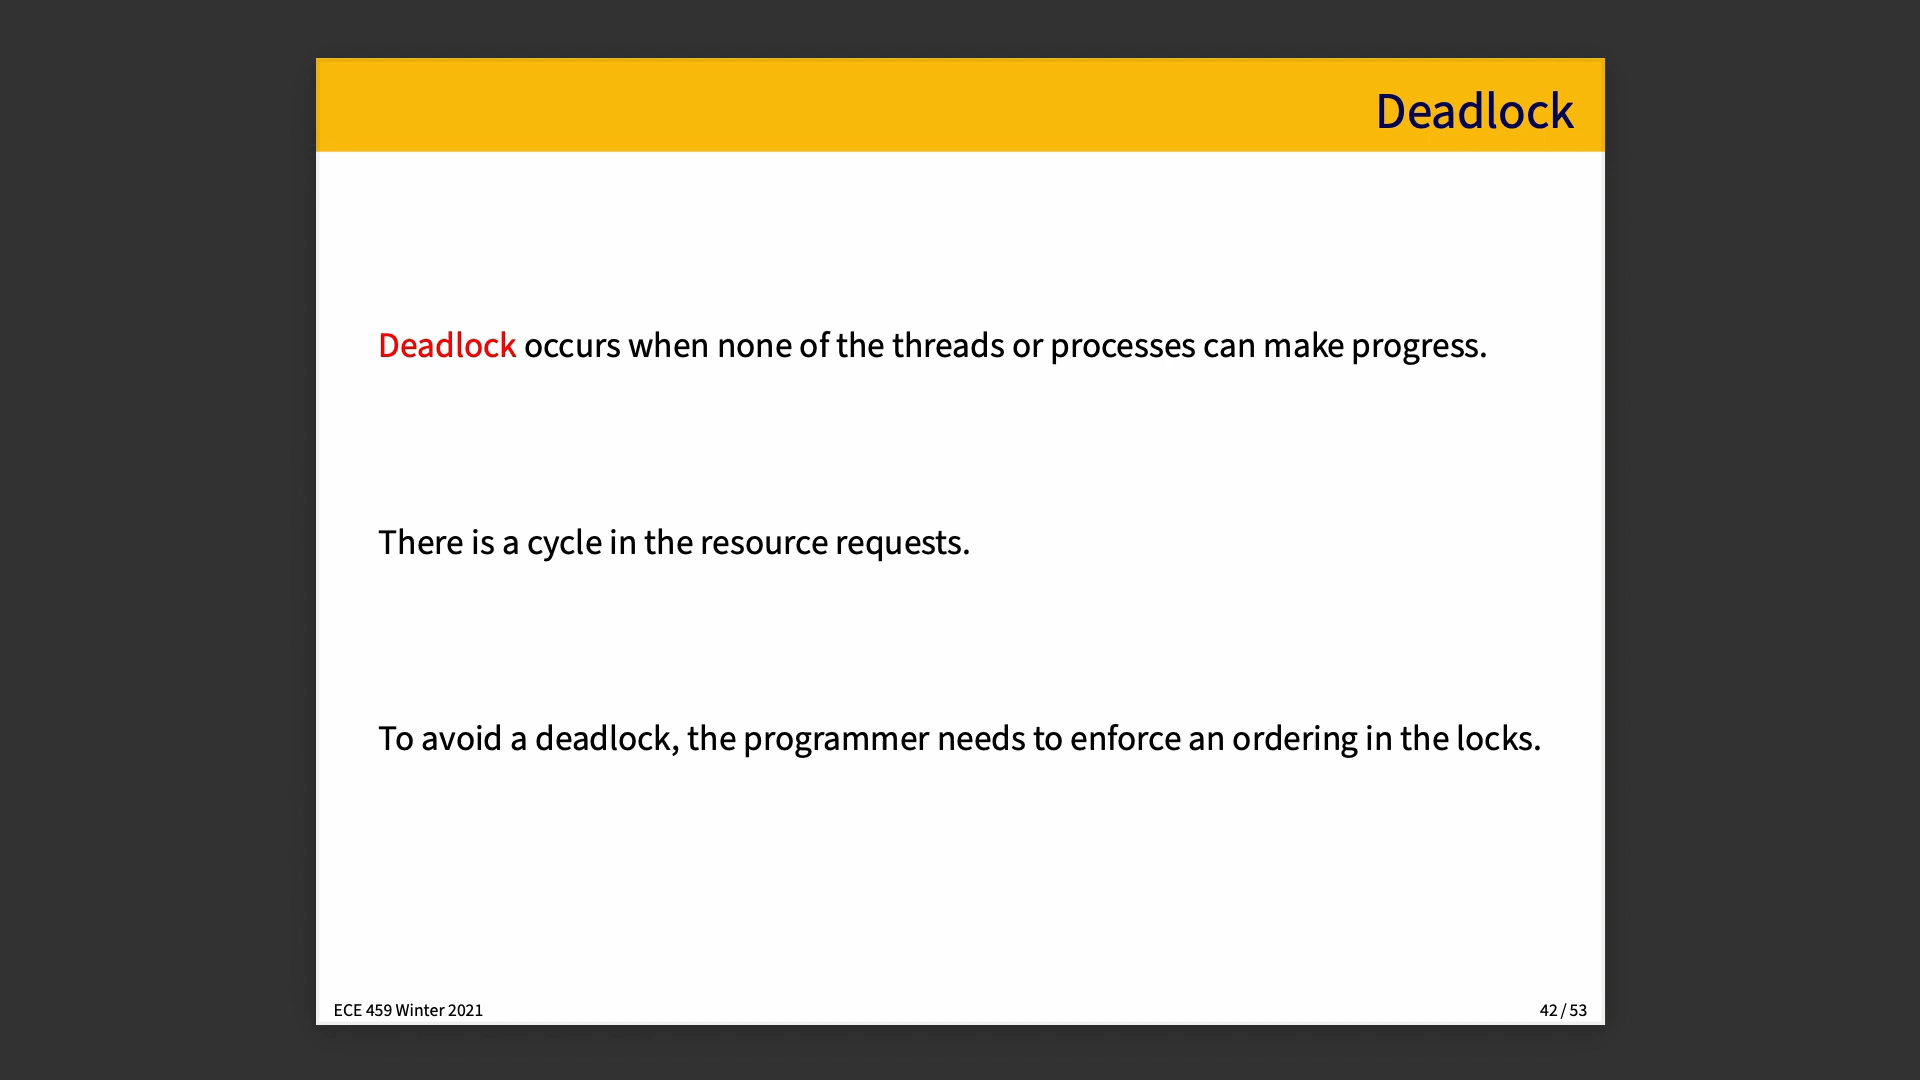 Deadlock
Deadlock occurs when none of the threads or processes can make progress.
There is a cycle in the resource requests.
To avoid a deadlock, the programmer needs to enforce an ordering in the locks.
ECE 459 Winter 2021
42 / 53